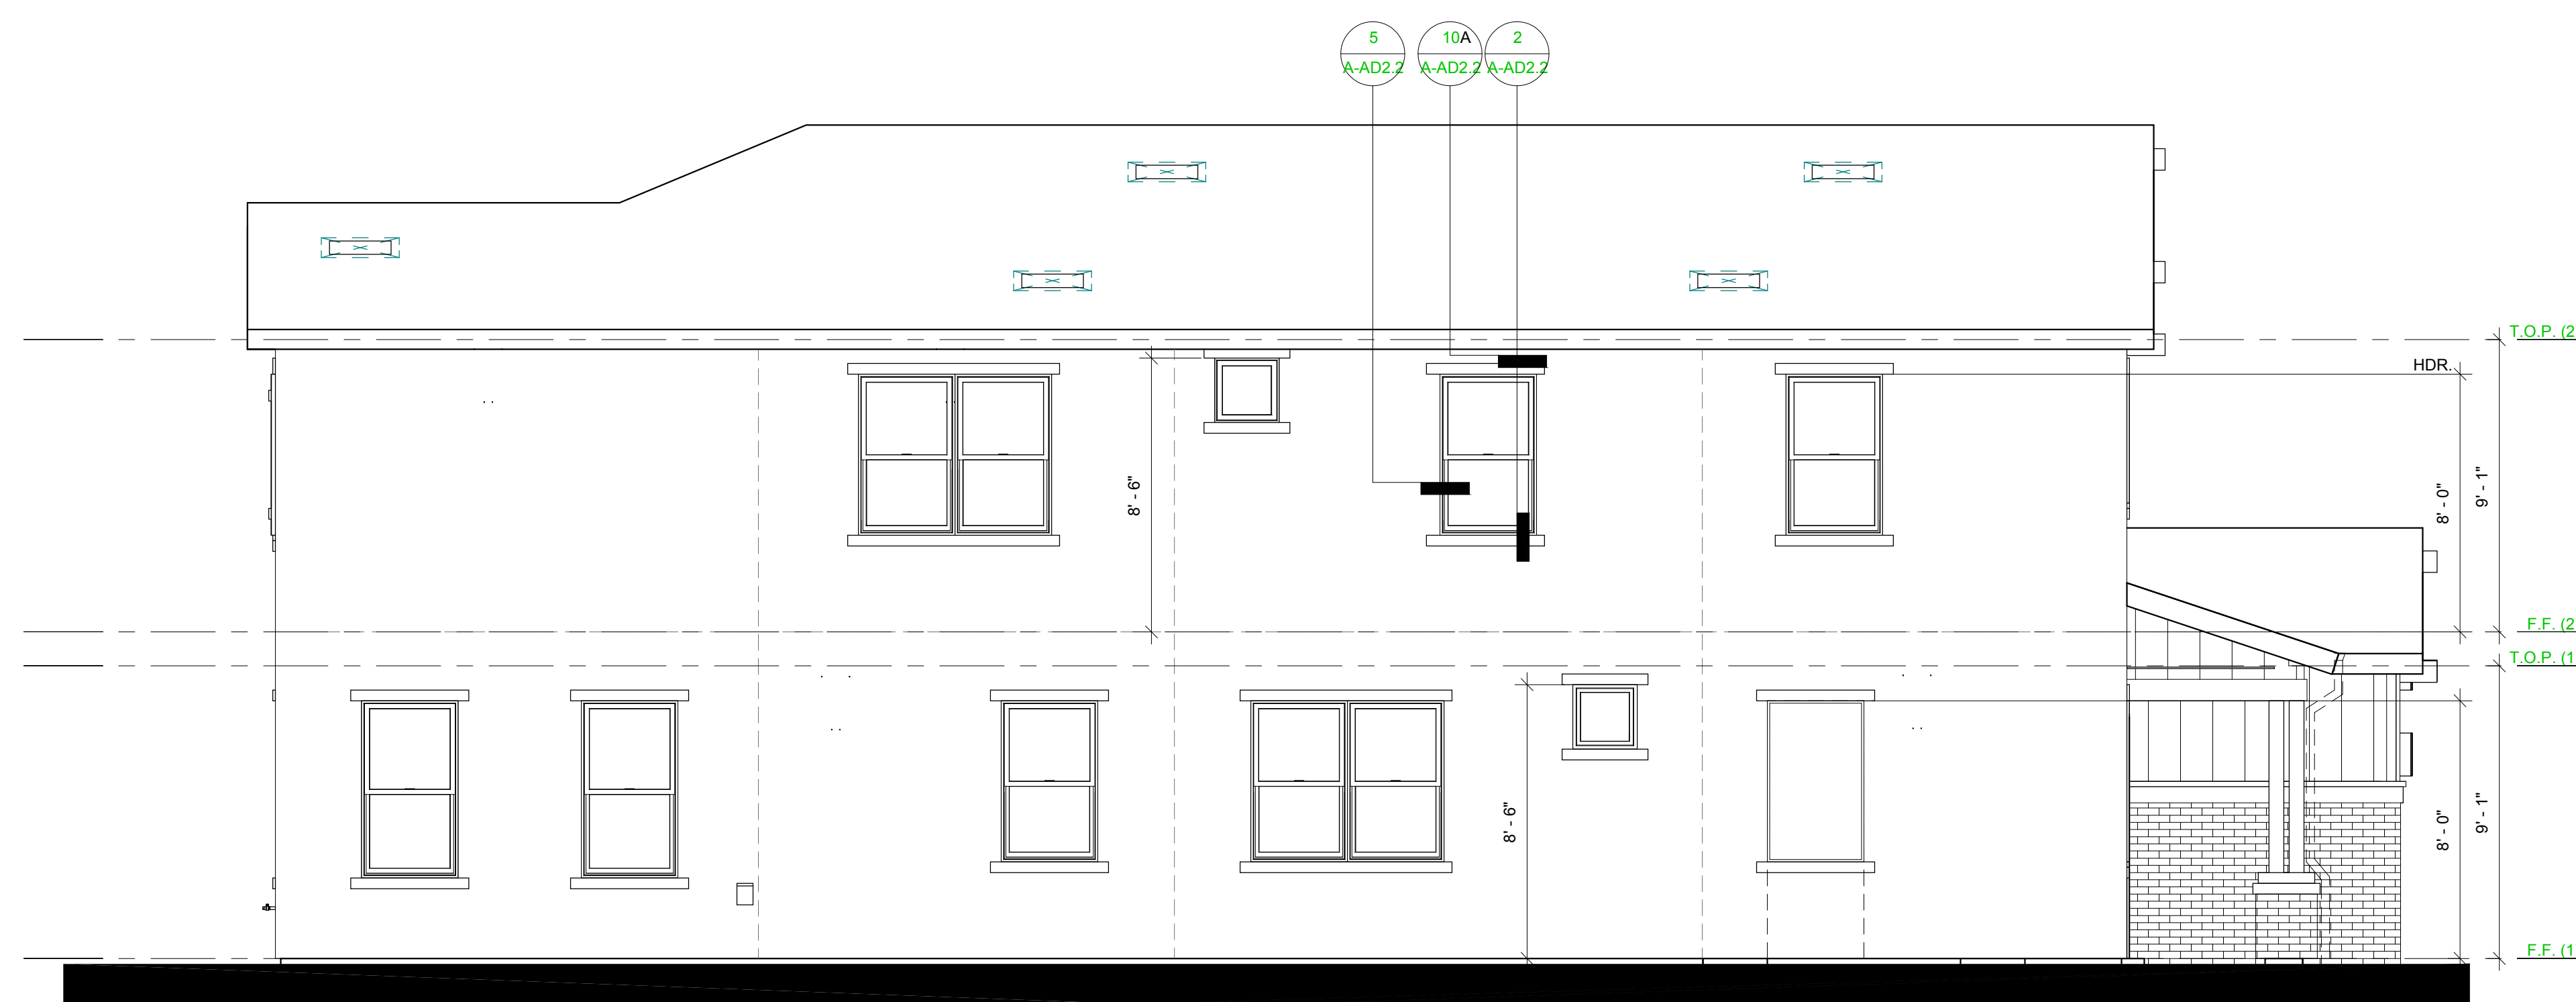 5
A-AD2.2
10A
A-AD2.2
2
A-AD2.2
T.O.P. (2
HDR.
8' - 6"
8' - 0"
9' - 1"
F.F. (2
T.O.P. (1
8' - 6"
8' - 0"
9' - 1"
F.F. (1